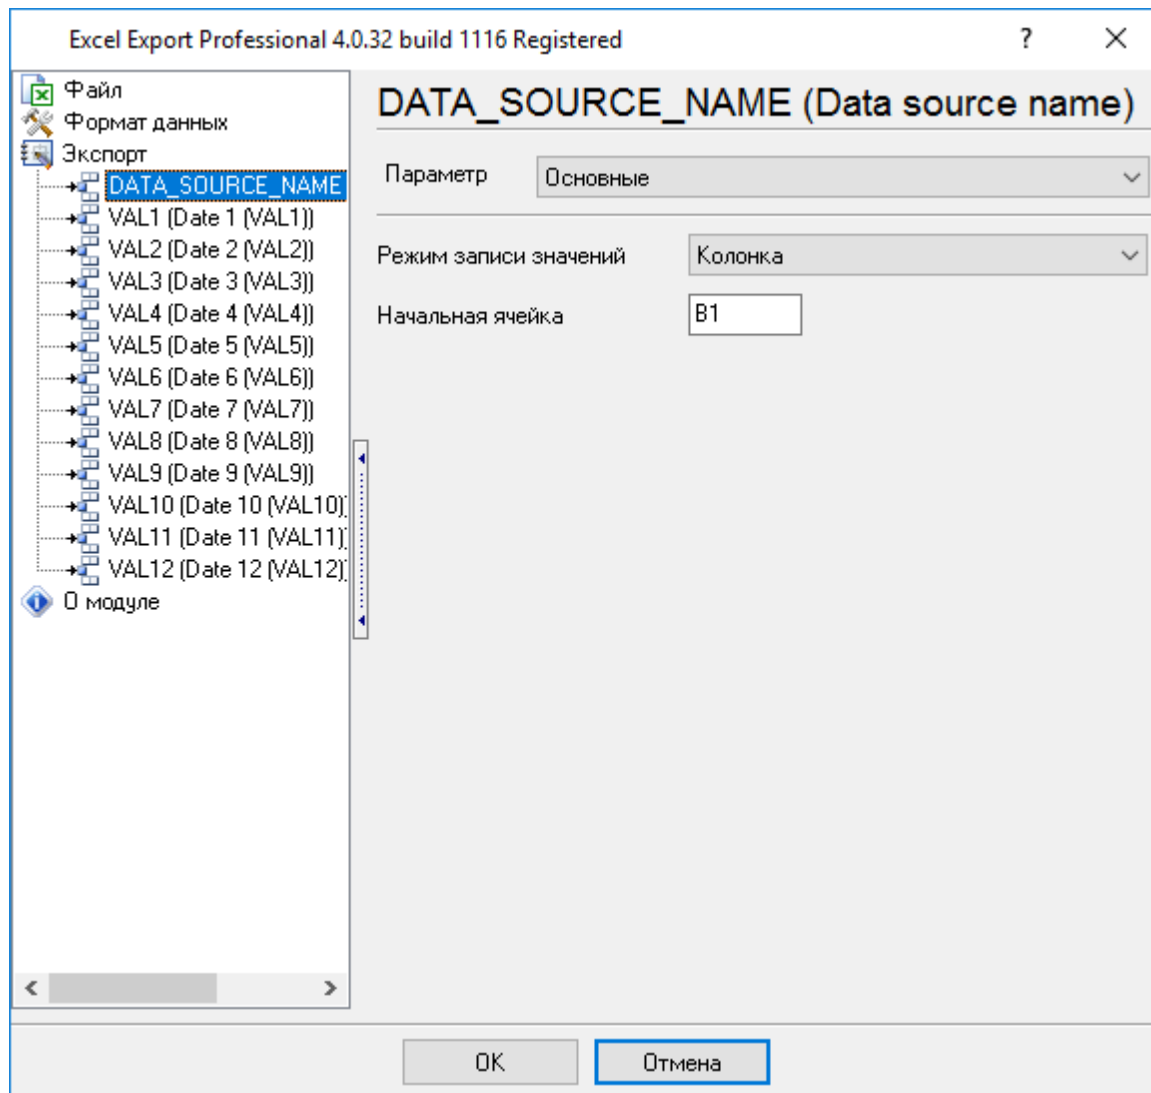 Excel Export Professional 4.0.32 build 1116 Registered
?
Файл
Формат данных
Экспорт
DATA_SOURCE_NAME
VAL1 (Date 1 (VAL1))
VAL2 (Date 2 (VAL2))
VAL3 (Date 3 (VAL3))
VAL4 (Date 4 (VAL4))
VAL5 (Date 5 (VAL5))
VAL6 (Date 6 (VAL6))
VAL7 (Date 7 (VAL7))
VAL8 (Date 8 (VAL8))
VAL9 (Date 9 (VAL9))
VAL10 (Date 10 (VAL10))
VAL11 (Date 11 (VAL11))
VAL12 (Date 12 (VAL12))
О модуле
DATA_SOURCE_NAME (Data source name)
Параметр Основные
Режим записи значений Колонка
Начальная ячейка B1
OK Отмена